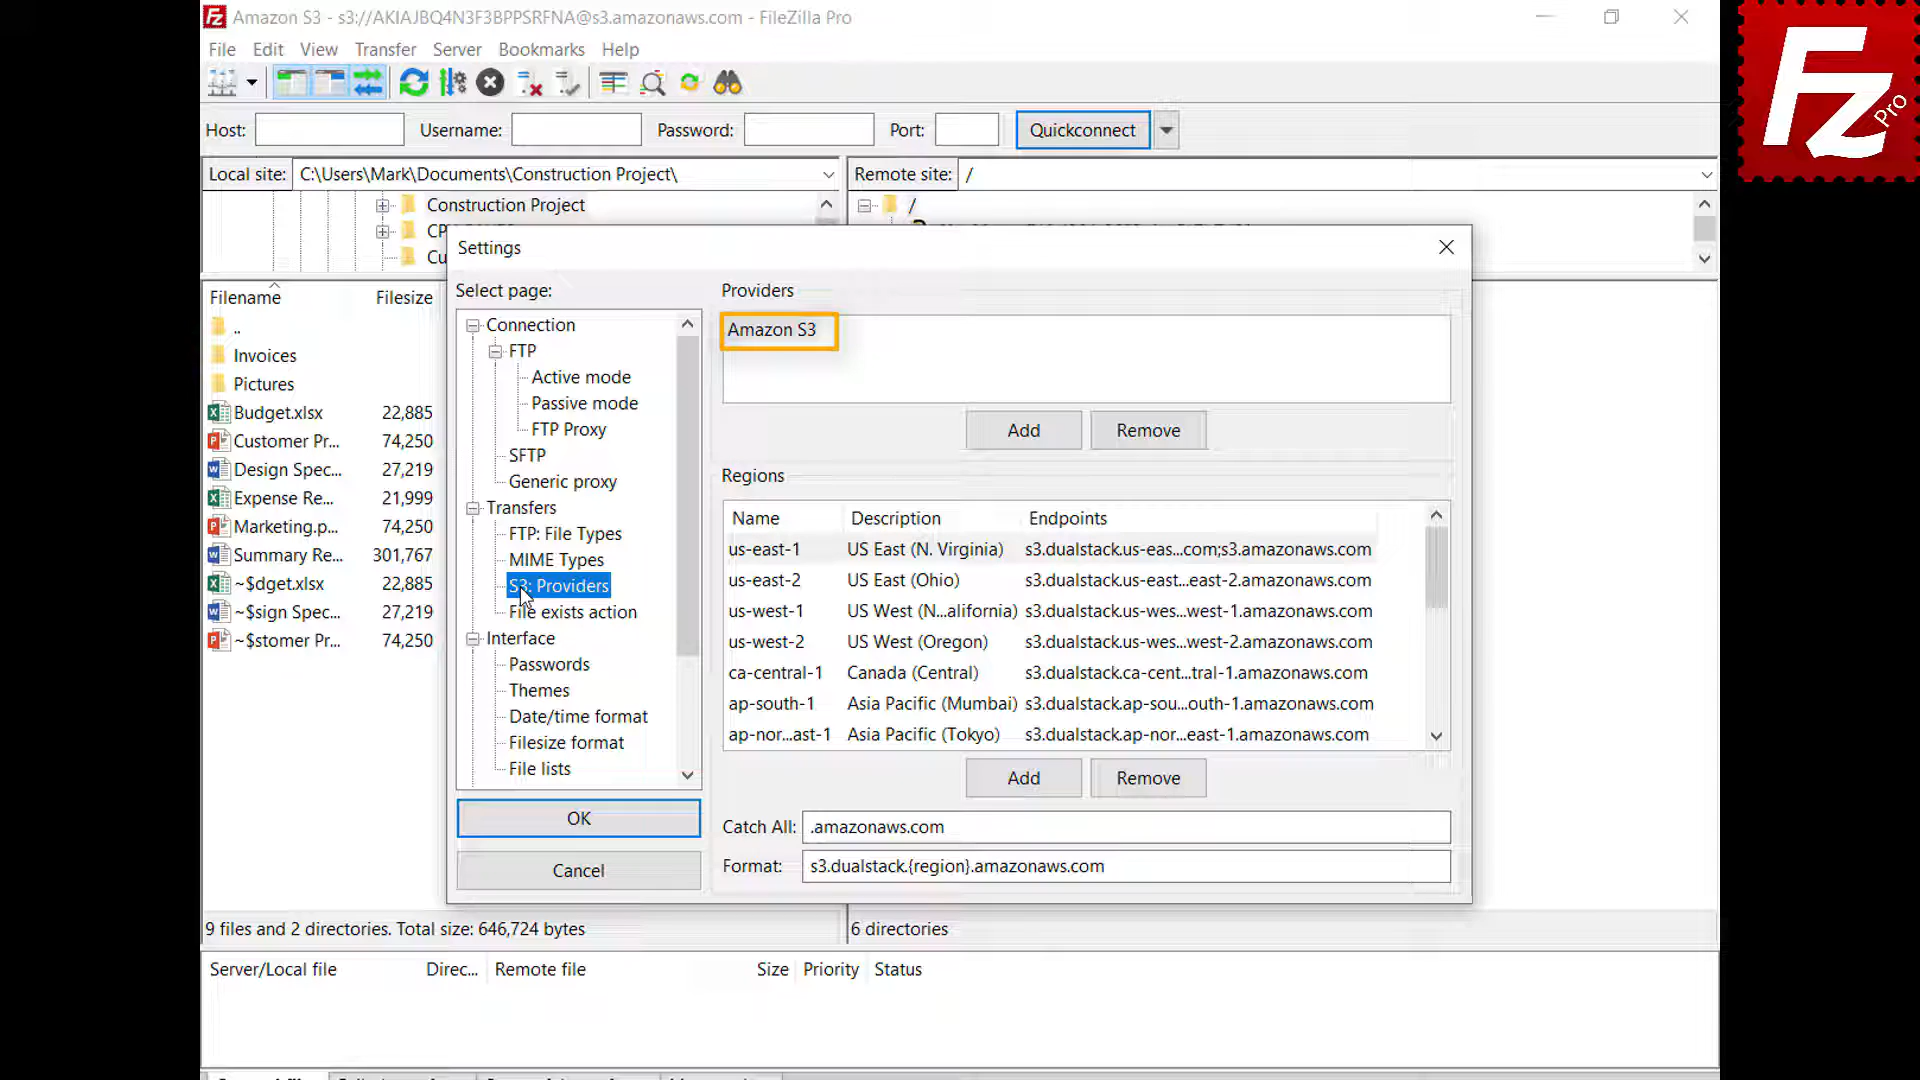 Amazon S3 - s3://AKIAJBQ4N3F3BPPSRFNA@s3.amazonaws.com - FileZilla Pro
File Edit View Transfer Server Bookmarks Help
Host: Username: Password: Port: Quickconnect
Local site: C:\Users\Mark\Documents\Construction Project\
Remote site: /
Construction Project
/
Cu
Filename Filesize
..
Invoices
Pictures
Budget.xlsx 22,885
Customer Pr... 74,250
Design Spec... 27,219
Expense Re... 21,999
Marketing.p... 74,250
Summary Re... 301,767
~$dget.xlsx 22,885
~$sign Spec... 27,219
~$stomer Pr... 74,250
Settings
Select page:
Connection
FTP
Active mode
Passive mode
FTP Proxy
SFTP
Generic proxy
Transfers
FTP: File Types
MIME Types
S3: Providers
File exists action
Interface
Passwords
Themes
Date/time format
Filesize format
File lists
OK
Cancel
Providers
Amazon S3
Add Remove
Regions
Name Description Endpoints
us-east-1 US East (N. Virginia) s3.dualstack.us-eas...com;s3.amazonaws.com
us-east-2 US East (Ohio) s3.dualstack.us-east...east-2.amazonaws.com
us-west-1 US West (N...alifornia) s3.dualstack.us-wes...west-1.amazonaws.com
us-west-2 US West (Oregon) s3.dualstack.us-wes...west-2.amazonaws.com
ca-central-1 Canada (Central) s3.dualstack.ca-cent...tral-1.amazonaws.com
ap-south-1 Asia Pacific (Mumbai) s3.dualstack.ap-sou...outh-1.amazonaws.com
ap-nor...ast-1 Asia Pacific (Tokyo) s3.dualstack.ap-nor...east-1.amazonaws.com
Add Remove
Catch All: .amazonaws.com
Format: s3.dualstack.{region}.amazonaws.com
9 files and 2 directories. Total size: 646,724 bytes
6 directories
Server/Local file Direc... Remote file Size Priority Status
Fz Pro